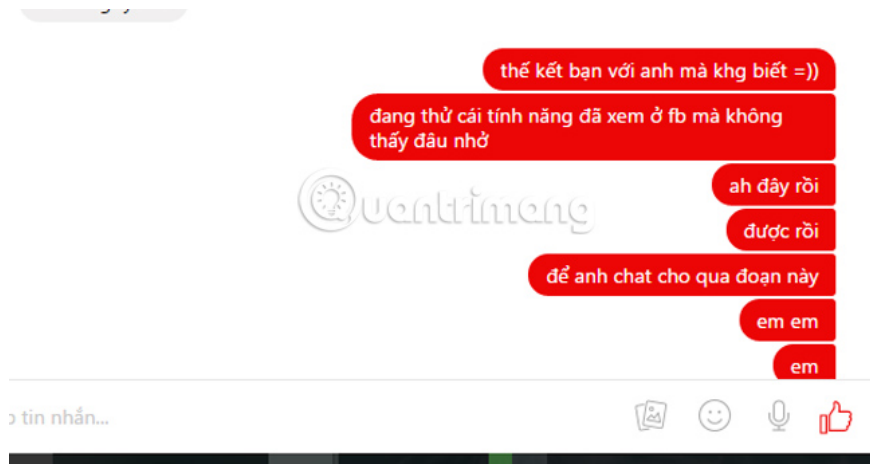 thế kết bạn với anh mà khg biết =))
đang thử cái tính năng đã xem ở fb mà không
thấy đâu nhở
ah đây rồi
Quantrimang
được rồi
để anh chat cho qua đoạn này
em em
em
tin nhắn...